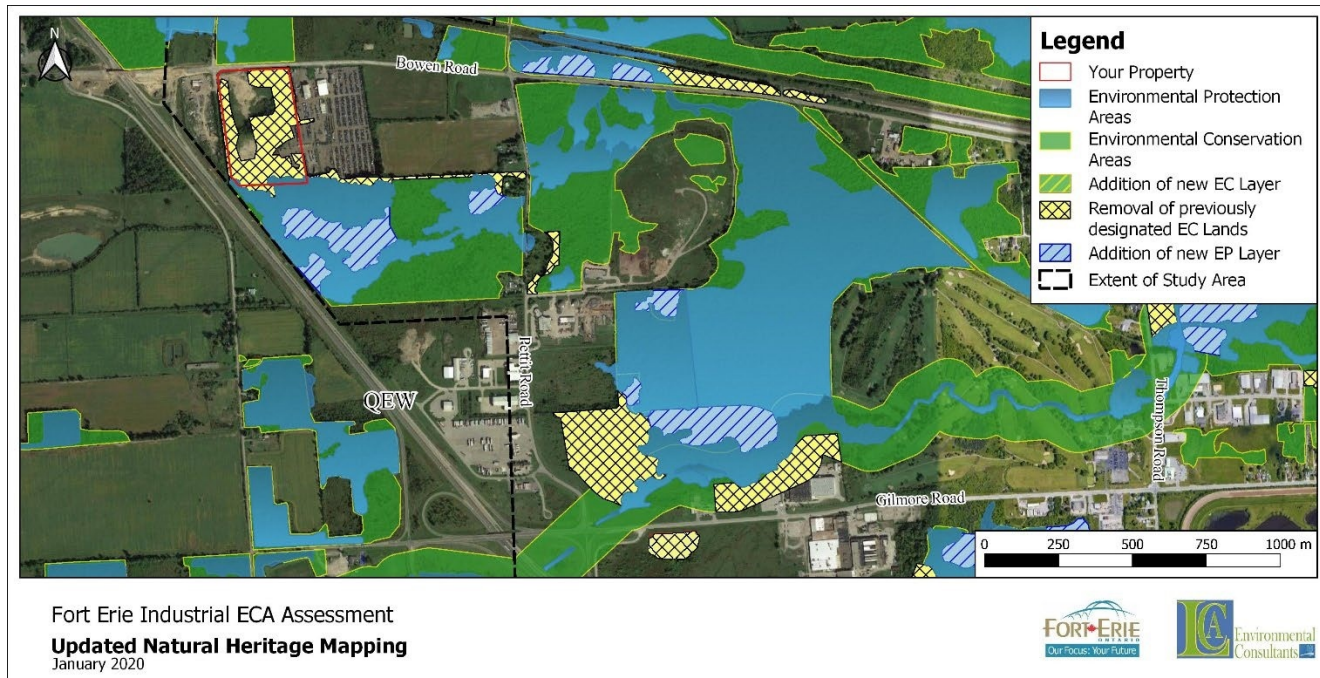 N
Bowen Road
QEW
Pettit Road
Gilmore Road
Thompson Road
Legend
Your Property
Environmental Protection
Areas
Environmental Conservation
Areas
Addition of new EC Layer
Removal of previously
designated EC Lands
Addition of new EP Layer
Extent of Study Area
0 250 500 750 1000 m
Fort Erie Industrial ECA Assessment
Updated Natural Heritage Mapping
January 2020
FORT ERIE
ONTARIO
Our Focus: Your Future
LCA
Environmental
Consultants